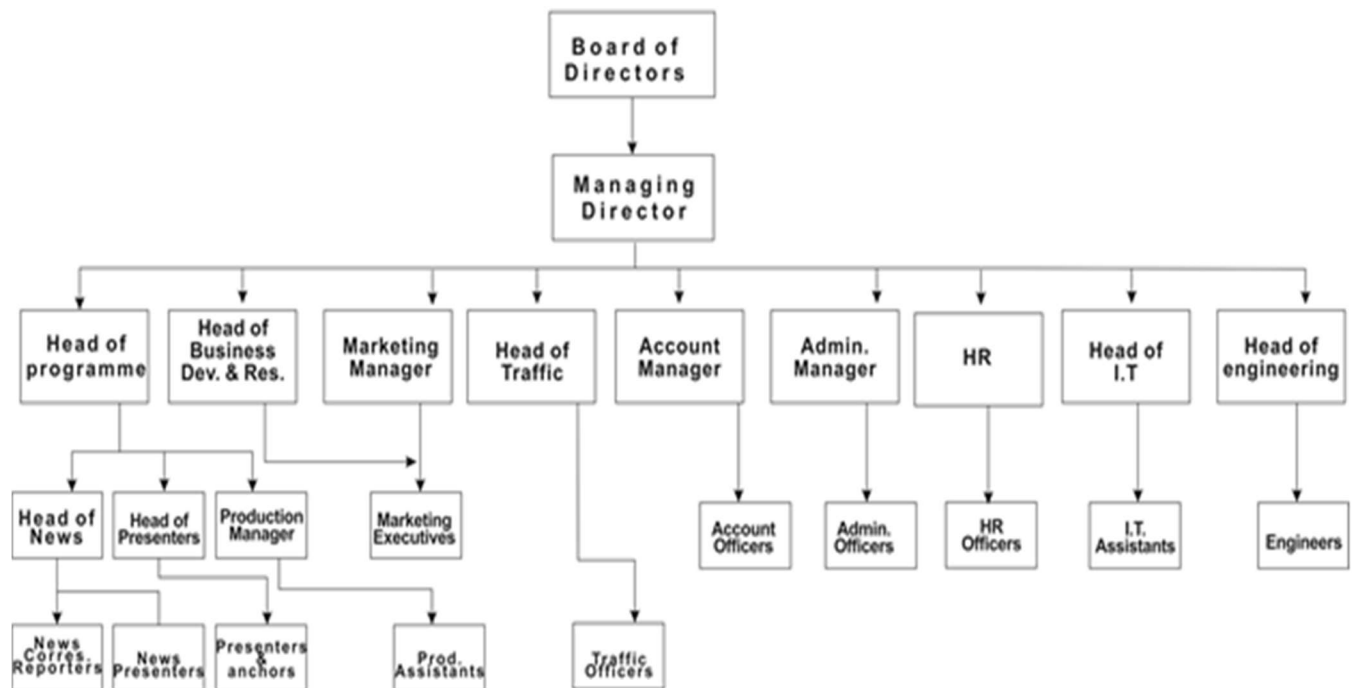 Board of
Directors
Managing
Director
Head of
programme
Head of
Business
Dev. & Res.
Marketing
Manager
Head of
Traffic
Account
Manager
Admin.
Manager
HR
Head of
I.T
Head of
engineering
Head of
News
Head of
Presenters
Production
Manager
Marketing
Executives
Account
Officers
Admin.
Officers
HR
Officers
I.T.
Assistants
Engineers
News
Corres.
Reporters
News
Presenters
Presenters
&
anchors
Prod.
Assistants
Traffic
Officers